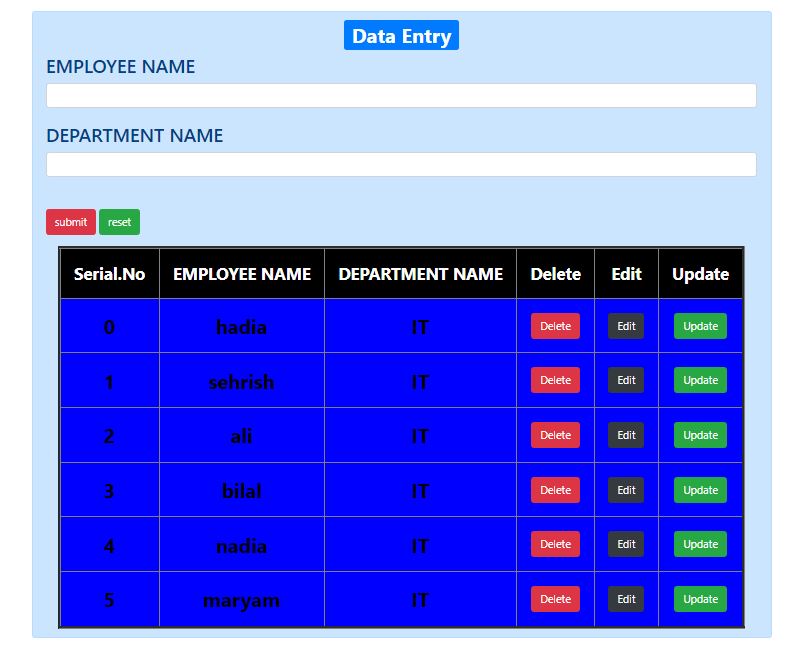 Data Entry
EMPLOYEE NAME
DEPARTMENT NAME
submit reset
Serial.No EMPLOYEE NAME DEPARTMENT NAME Delete Edit Update
0 hadia IT Delete Edit Update
1 sehrish IT Delete Edit Update
2 ali IT Delete Edit Update
3 bilal IT Delete Edit Update
4 nadia IT Delete Edit Update
5 maryam IT Delete Edit Update